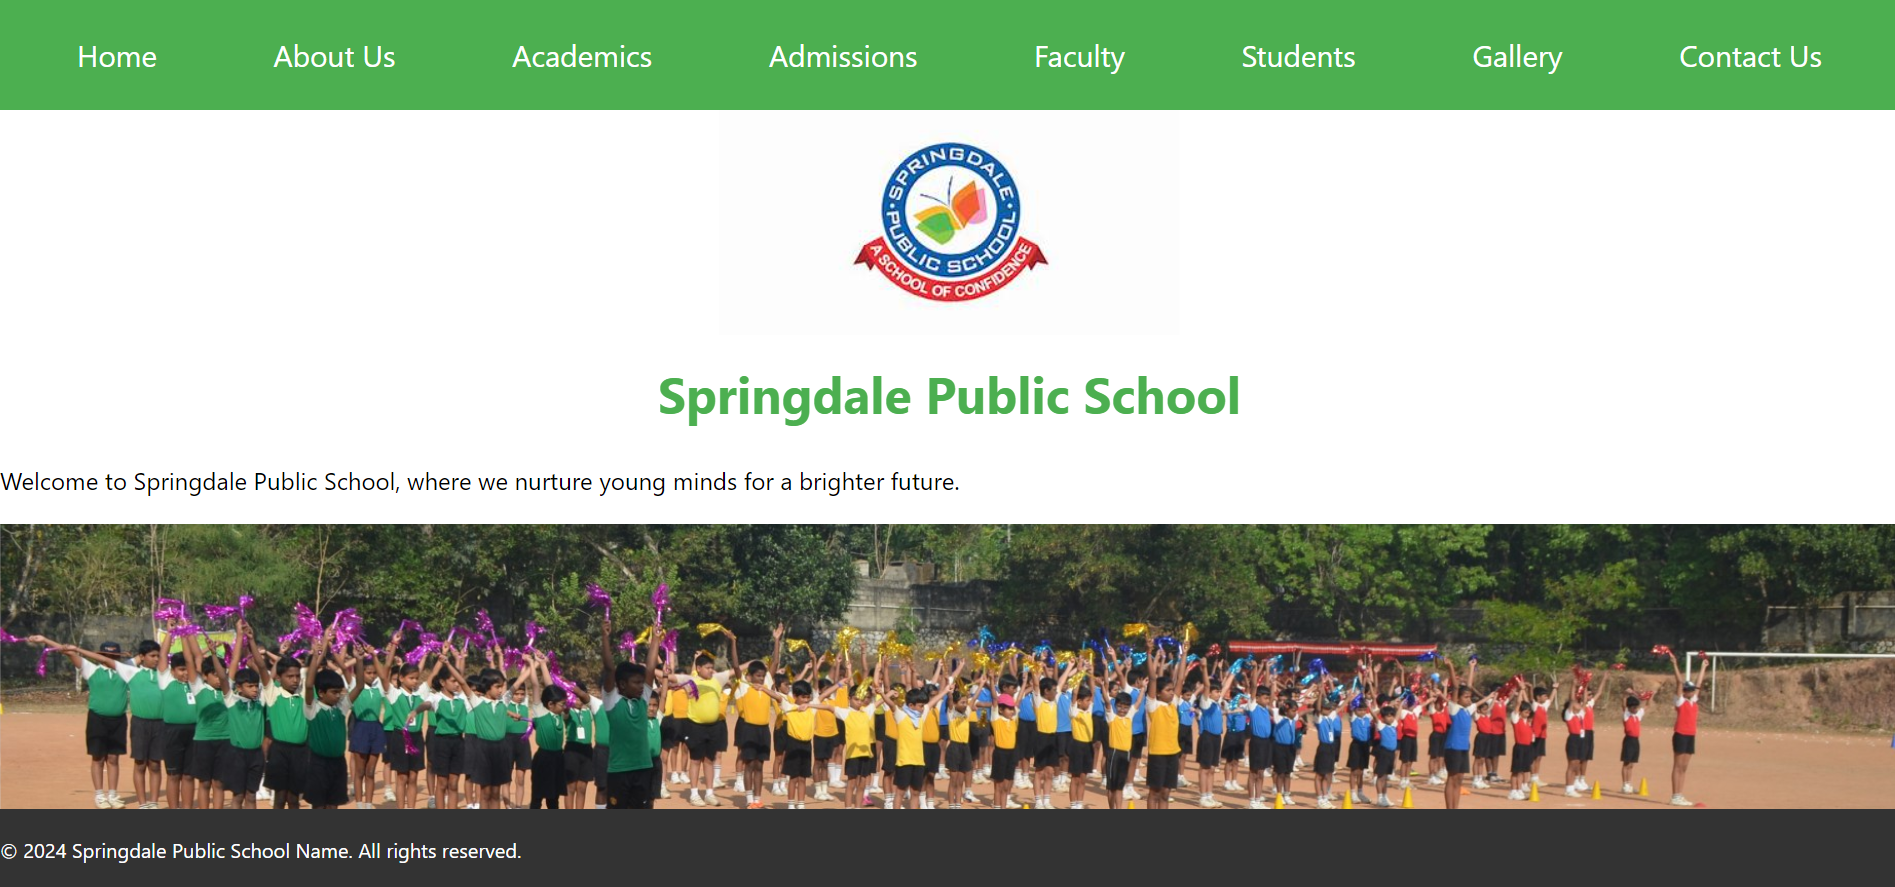 Home About Us Academics Admissions Faculty Students Gallery Contact Us
SPRINGDALE
PUBLIC SCHOOL
A SCHOOL OF CONFIDENCE
Springdale Public School
Welcome to Springdale Public School, where we nurture young minds for a brighter future.
© 2024 Springdale Public School Name. All rights reserved.